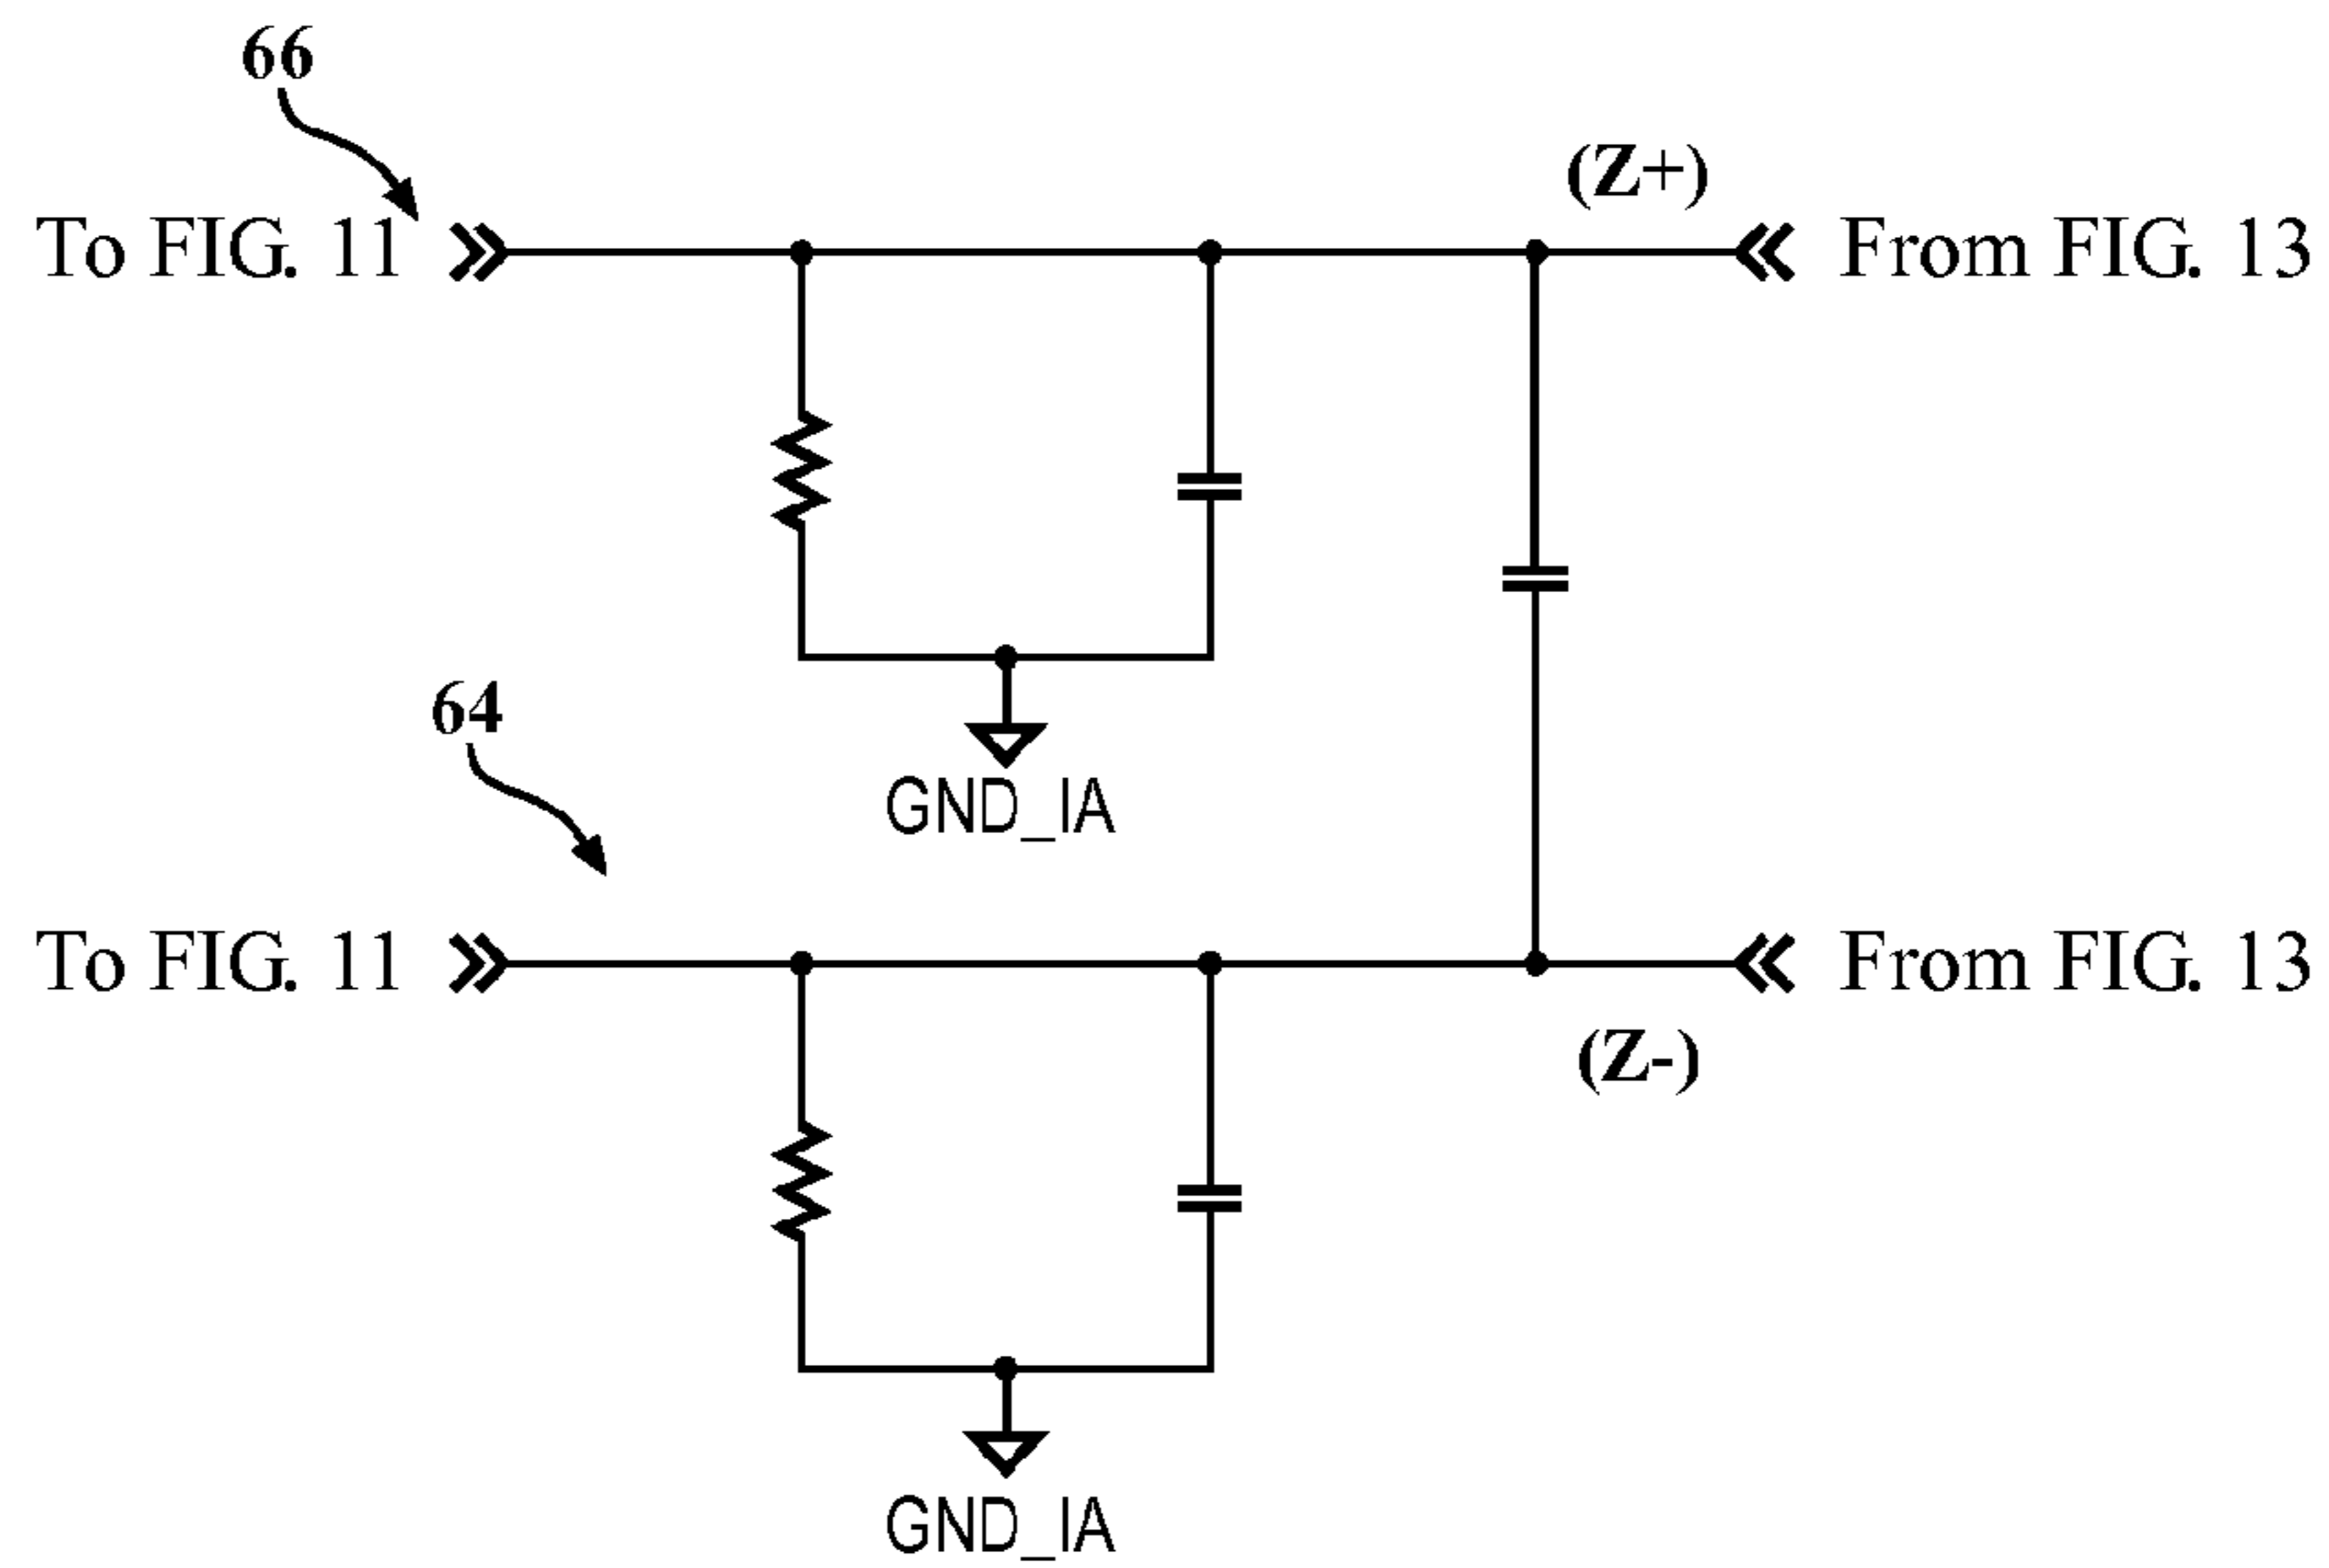 66
(Z+)
To FIG. 11
From FIG. 13
64
GND_IA
To FIG. 11
From FIG. 13
(Z-)
GND_IA